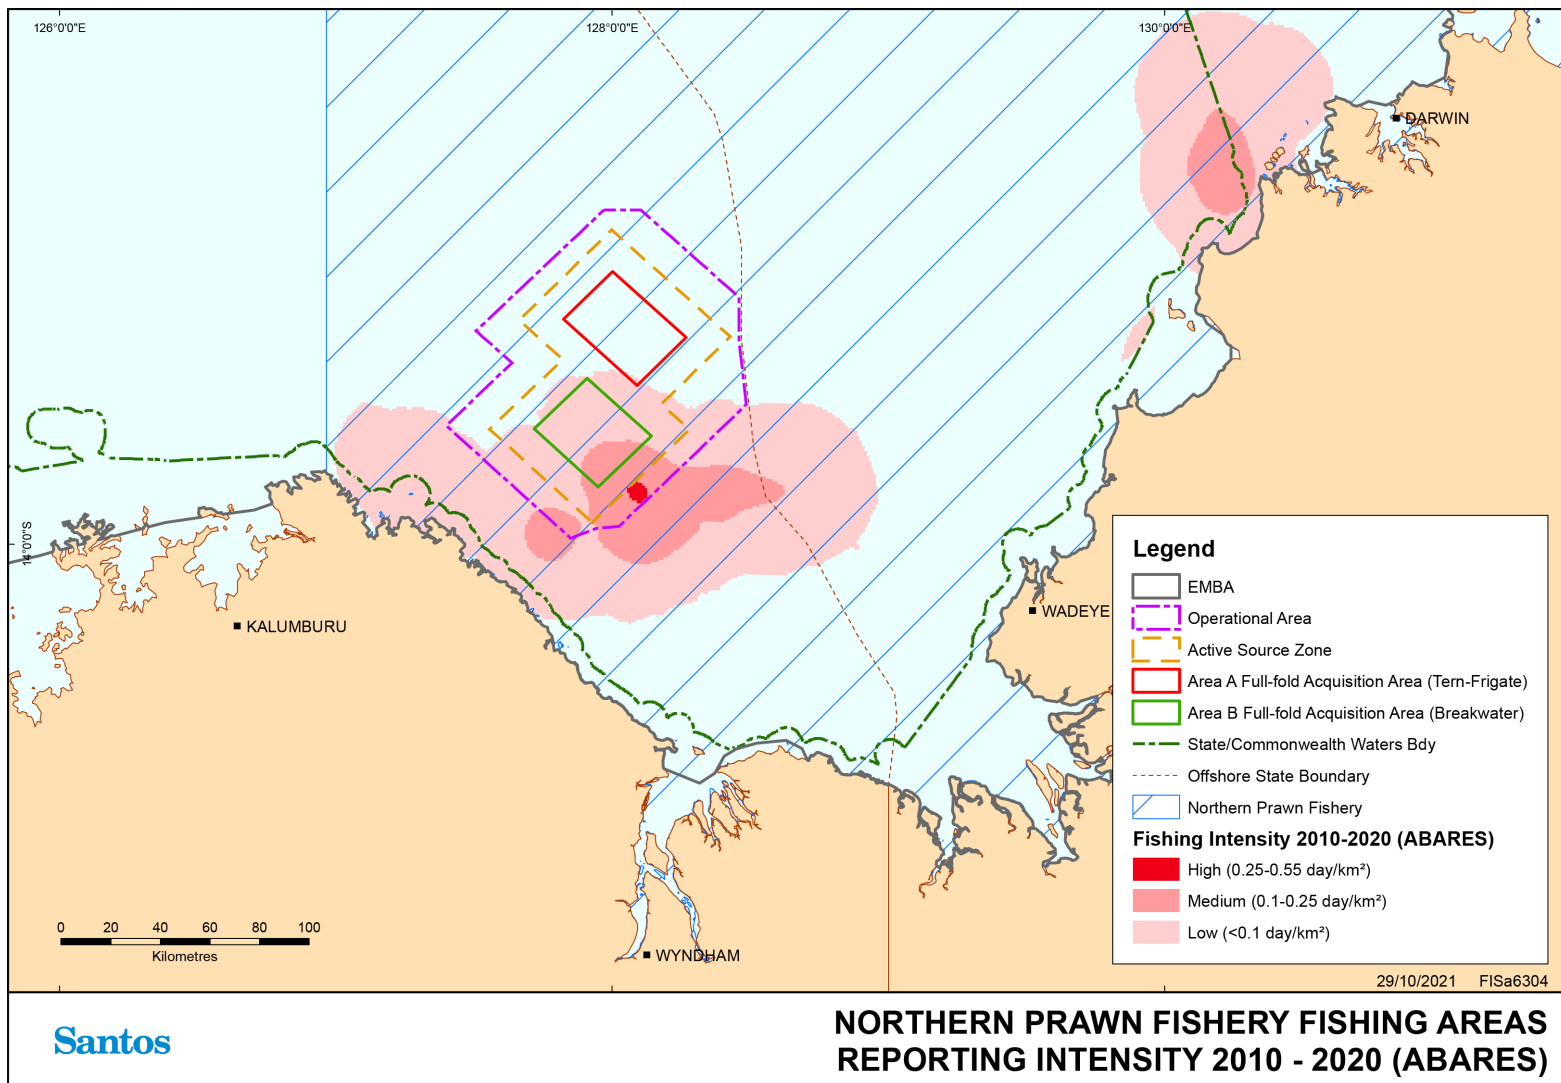 126°0'0"E
128°0'0"E
130°0'0"E
DARWIN
14°0'0"S
KALUMBURU
WADEYE
WYNDHAM
Legend
EMBA
Operational Area
Active Source Zone
Area A Full-fold Acquisition Area (Tern-Frigate)
Area B Full-fold Acquisition Area (Breakwater)
State/Commonwealth Waters Bdy
Offshore State Boundary
Northern Prawn Fishery
Fishing Intensity 2010-2020 (ABARES)
High (0.25-0.55 day/km²)
Medium (0.1-0.25 day/km²)
Low (<0.1 day/km²)
0 20 40 60 80 100
Kilometres
29/10/2021 FISa6304
Santos
NORTHERN PRAWN FISHERY FISHING AREAS
REPORTING INTENSITY 2010 - 2020 (ABARES)